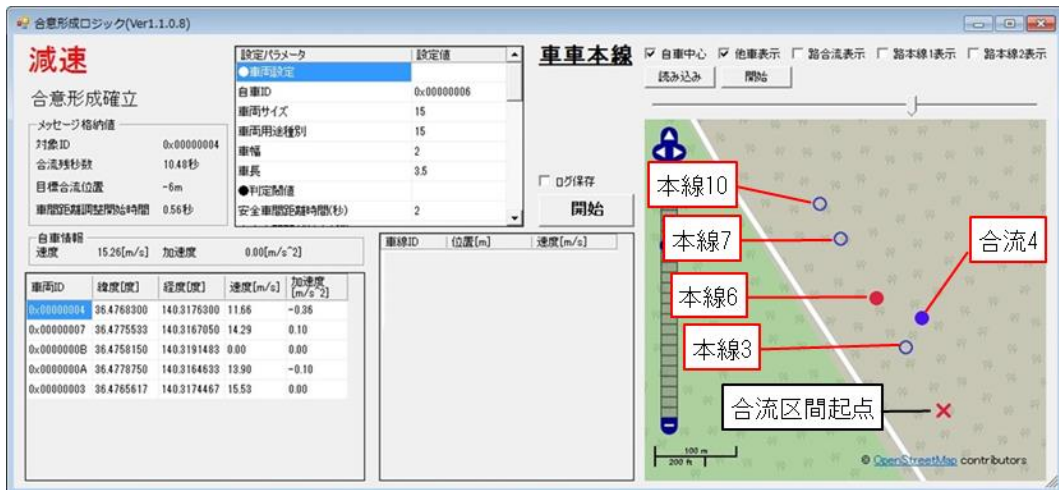 合意形成ロジック(Ver1.1.0.8)
減速
合意形成確立
メッセージ格納値
対象ID 0x00000004
合流残秒数 10.48秒
目標合流位置 -6m
車間距離調整開始時間 0.56秒
設定パラメータ 設定値
●車両設定
自車ID 0x00000006
車両サイズ 15
車両用途種別 15
車幅 2
車長 3.5
●判定閾値
安全車間距離時間(秒) 2
車車本線
ログ保存
開始
自車中心 他車表示 路合流表示 路本線1表示 路本線2表示
読み込み 開始
自車情報
速度 15.26[m/s] 加速度 0.00[m/s^2]
車両ID 緯度[度] 経度[度] 速度[m/s] 加速度[m/s^2]
0x00000004 36.4768300 140.3176300 11.66 -0.36
0x00000007 36.4775533 140.3167050 14.29 0.10
0x0000000B 36.4758150 140.3191483 0.00 0.00
0x0000000A 36.4778750 140.3164633 13.90 -0.10
0x00000003 36.4765617 140.3174467 15.53 0.00
車線ID 位置[m] 速度[m/s]
本線10
本線7
合流4
本線6
本線3
合流区間起点
100 m
200 ft
© OpenStreetMap contributors